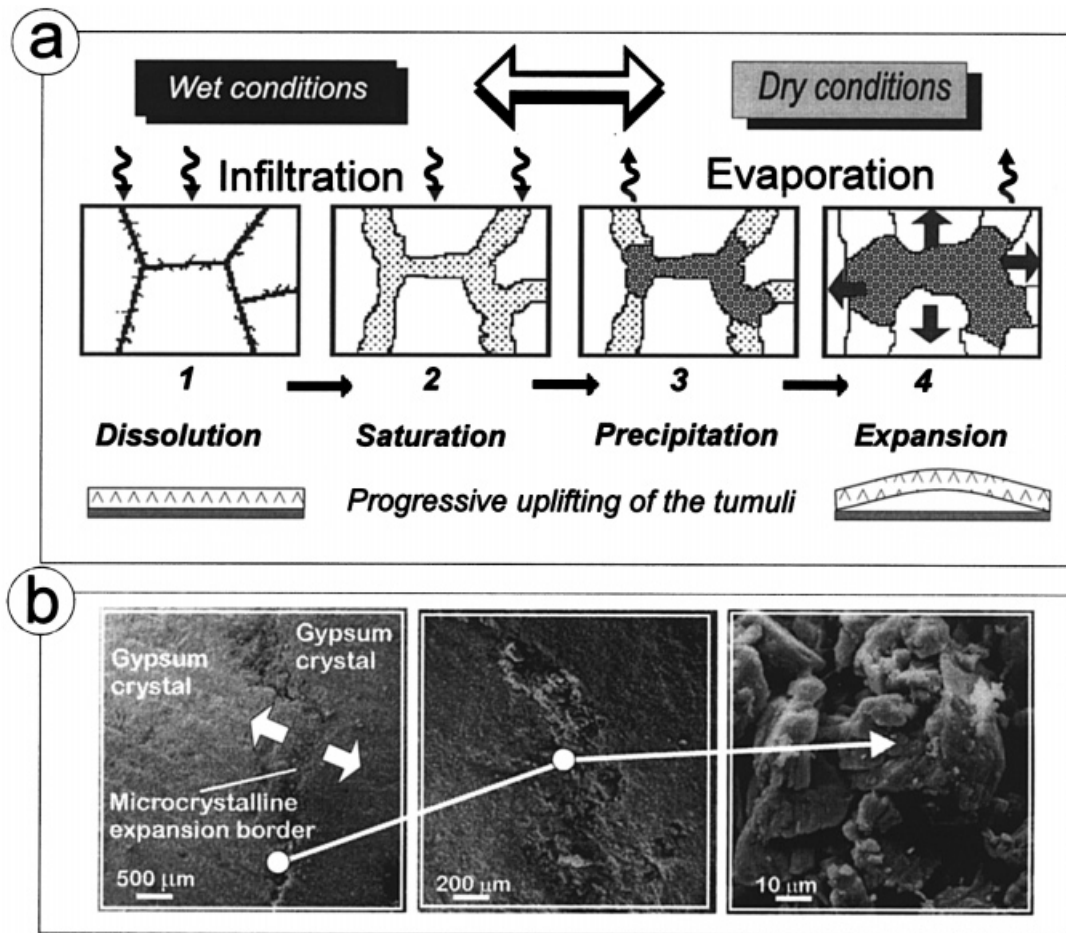 a
Wet conditions
Dry conditions
Infiltration
Evaporation
1
2
3
4
Dissolution
Saturation
Precipitation
Expansion
Progressive uplifting of the tumuli
b
Gypsum
crystal
Gypsum
crystal
Microcrystalline
expansion border
500 µm
200 µm
10 µm